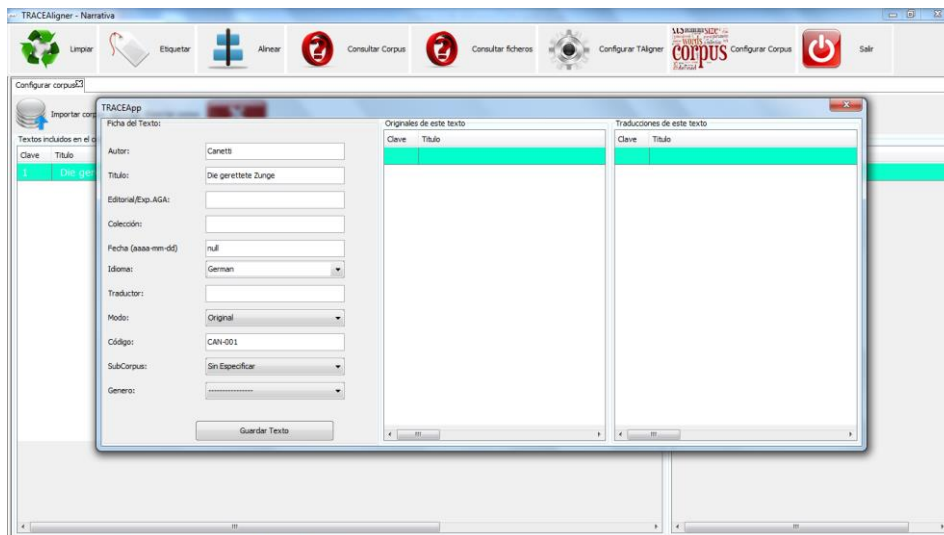 TRACEAligner - Narrativa
Limpiar
Etiquetar
Alinear
Consultar Corpus
Consultar ficheros
Configurar TAligner
words
corpus
Configurar Corpus
Salir
Configurar corpus
Importar corp
TRACEApp
Textos incluidos en el c
Clave Titulo
1 Die ger
Ficha del Texto:
Autor: Canetti
Titulo: Die gerettete Zunge
Editorial/Exp.AGA:
Colección:
Fecha (aaaa-mm-dd) null
Idioma: German
Traductor:
Modo: Original
Código: CAN-001
SubCorpus: Sin Especificar
Genero: ----------------
Guardar Texto
Originales de este texto
Clave Titulo
Traducciones de este texto
Clave Titulo